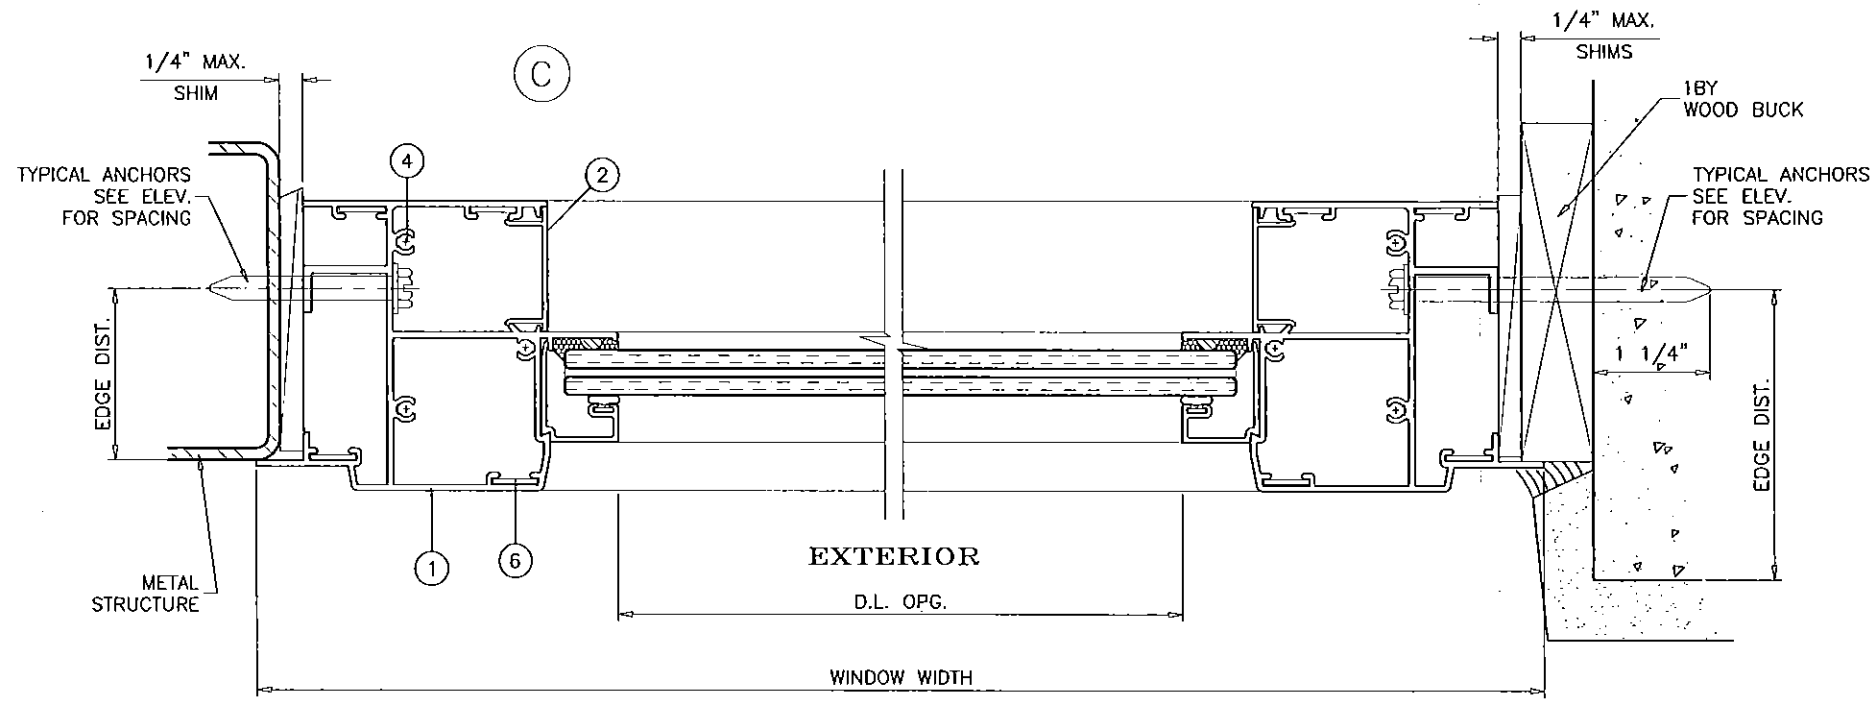 1/4" MAX.
SHIM
C
1/4" MAX.
SHIMS
1BY
WOOD BUCK
4
2
TYPICAL ANCHORS
SEE ELEV.
FOR SPACING
TYPICAL ANCHORS
SEE ELEV.
FOR SPACING
EDGE DIST.
1 1/4"
EDGE DIST.
1
6
EXTERIOR
METAL
STRUCTURE
D.L. OPG.
WINDOW WIDTH